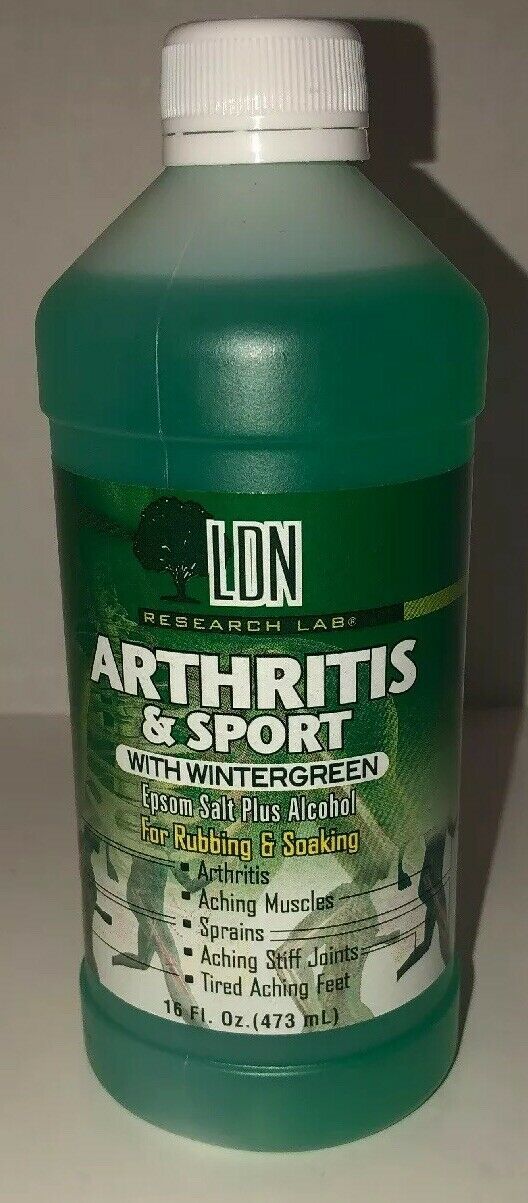 LDN
RESEARCH LAB®
ARTHRITIS
& SPORT
WITH WINTERGREEN
Epsom Salt Plus Alcohol
For Rubbing & Soaking
▪ Arthritis
▪ Aching Muscles
▪ Sprains
▪ Aching Stiff Joints
▪ Tired Aching Feet
16 Fl. Oz.(473 mL)